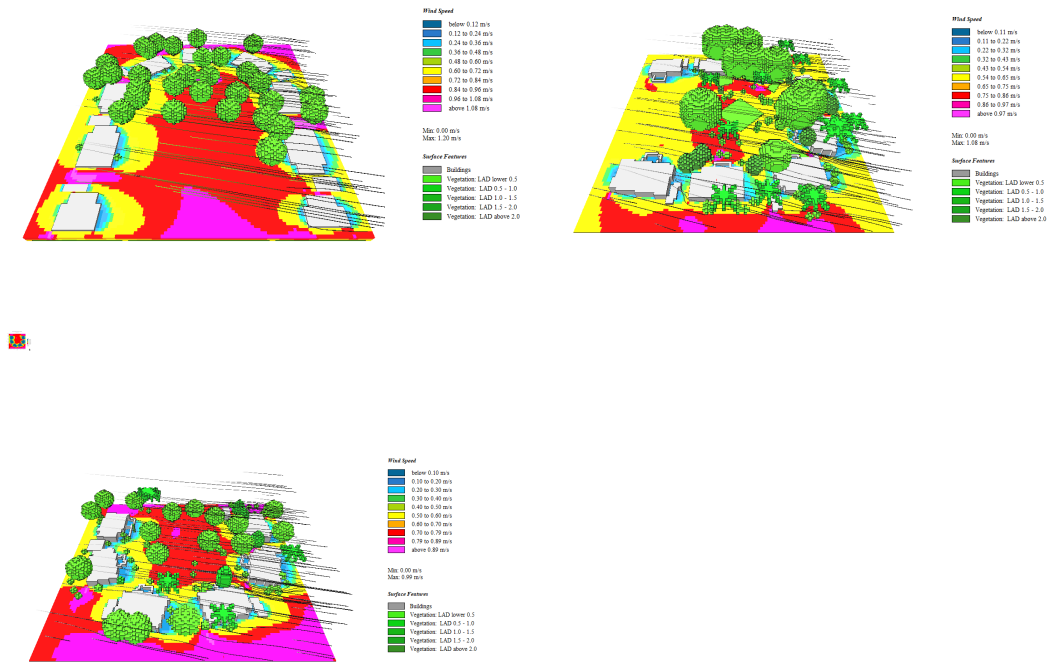 Wind Speed
below 0.12 m/s
0.12 to 0.24 m/s
0.24 to 0.36 m/s
0.36 to 0.48 m/s
0.48 to 0.60 m/s
0.60 to 0.72 m/s
0.72 to 0.84 m/s
0.84 to 0.96 m/s
0.96 to 1.08 m/s
above 1.08 m/s
Min: 0.00 m/s
Max: 1.20 m/s
Surface Features
Buildings
Vegetation: LAD lower 0.5
Vegetation: LAD 0.5 - 1.0
Vegetation: LAD 1.0 - 1.5
Vegetation: LAD 1.5 - 2.0
Vegetation: LAD above 2.0
Wind Speed
below 0.11 m/s
0.11 to 0.22 m/s
0.22 to 0.32 m/s
0.32 to 0.43 m/s
0.43 to 0.54 m/s
0.54 to 0.65 m/s
0.65 to 0.75 m/s
0.75 to 0.86 m/s
0.86 to 0.97 m/s
above 0.97 m/s
Min: 0.00 m/s
Max: 1.08 m/s
Surface Features
Buildings
Vegetation: LAD lower 0.5
Vegetation: LAD 0.5 - 1.0
Vegetation: LAD 1.0 - 1.5
Vegetation: LAD 1.5 - 2.0
Vegetation: LAD above 2.0
Wind Speed
below 0.10 m/s
0.10 to 0.20 m/s
0.20 to 0.30 m/s
0.30 to 0.40 m/s
0.40 to 0.50 m/s
0.50 to 0.60 m/s
0.60 to 0.70 m/s
0.70 to 0.79 m/s
0.79 to 0.89 m/s
above 0.89 m/s
Min: 0.00 m/s
Max: 0.99 m/s
Surface Features
Buildings
Vegetation: LAD lower 0.5
Vegetation: LAD 0.5 - 1.0
Vegetation: LAD 1.0 - 1.5
Vegetation: LAD 1.5 - 2.0
Vegetation: LAD above 2.0